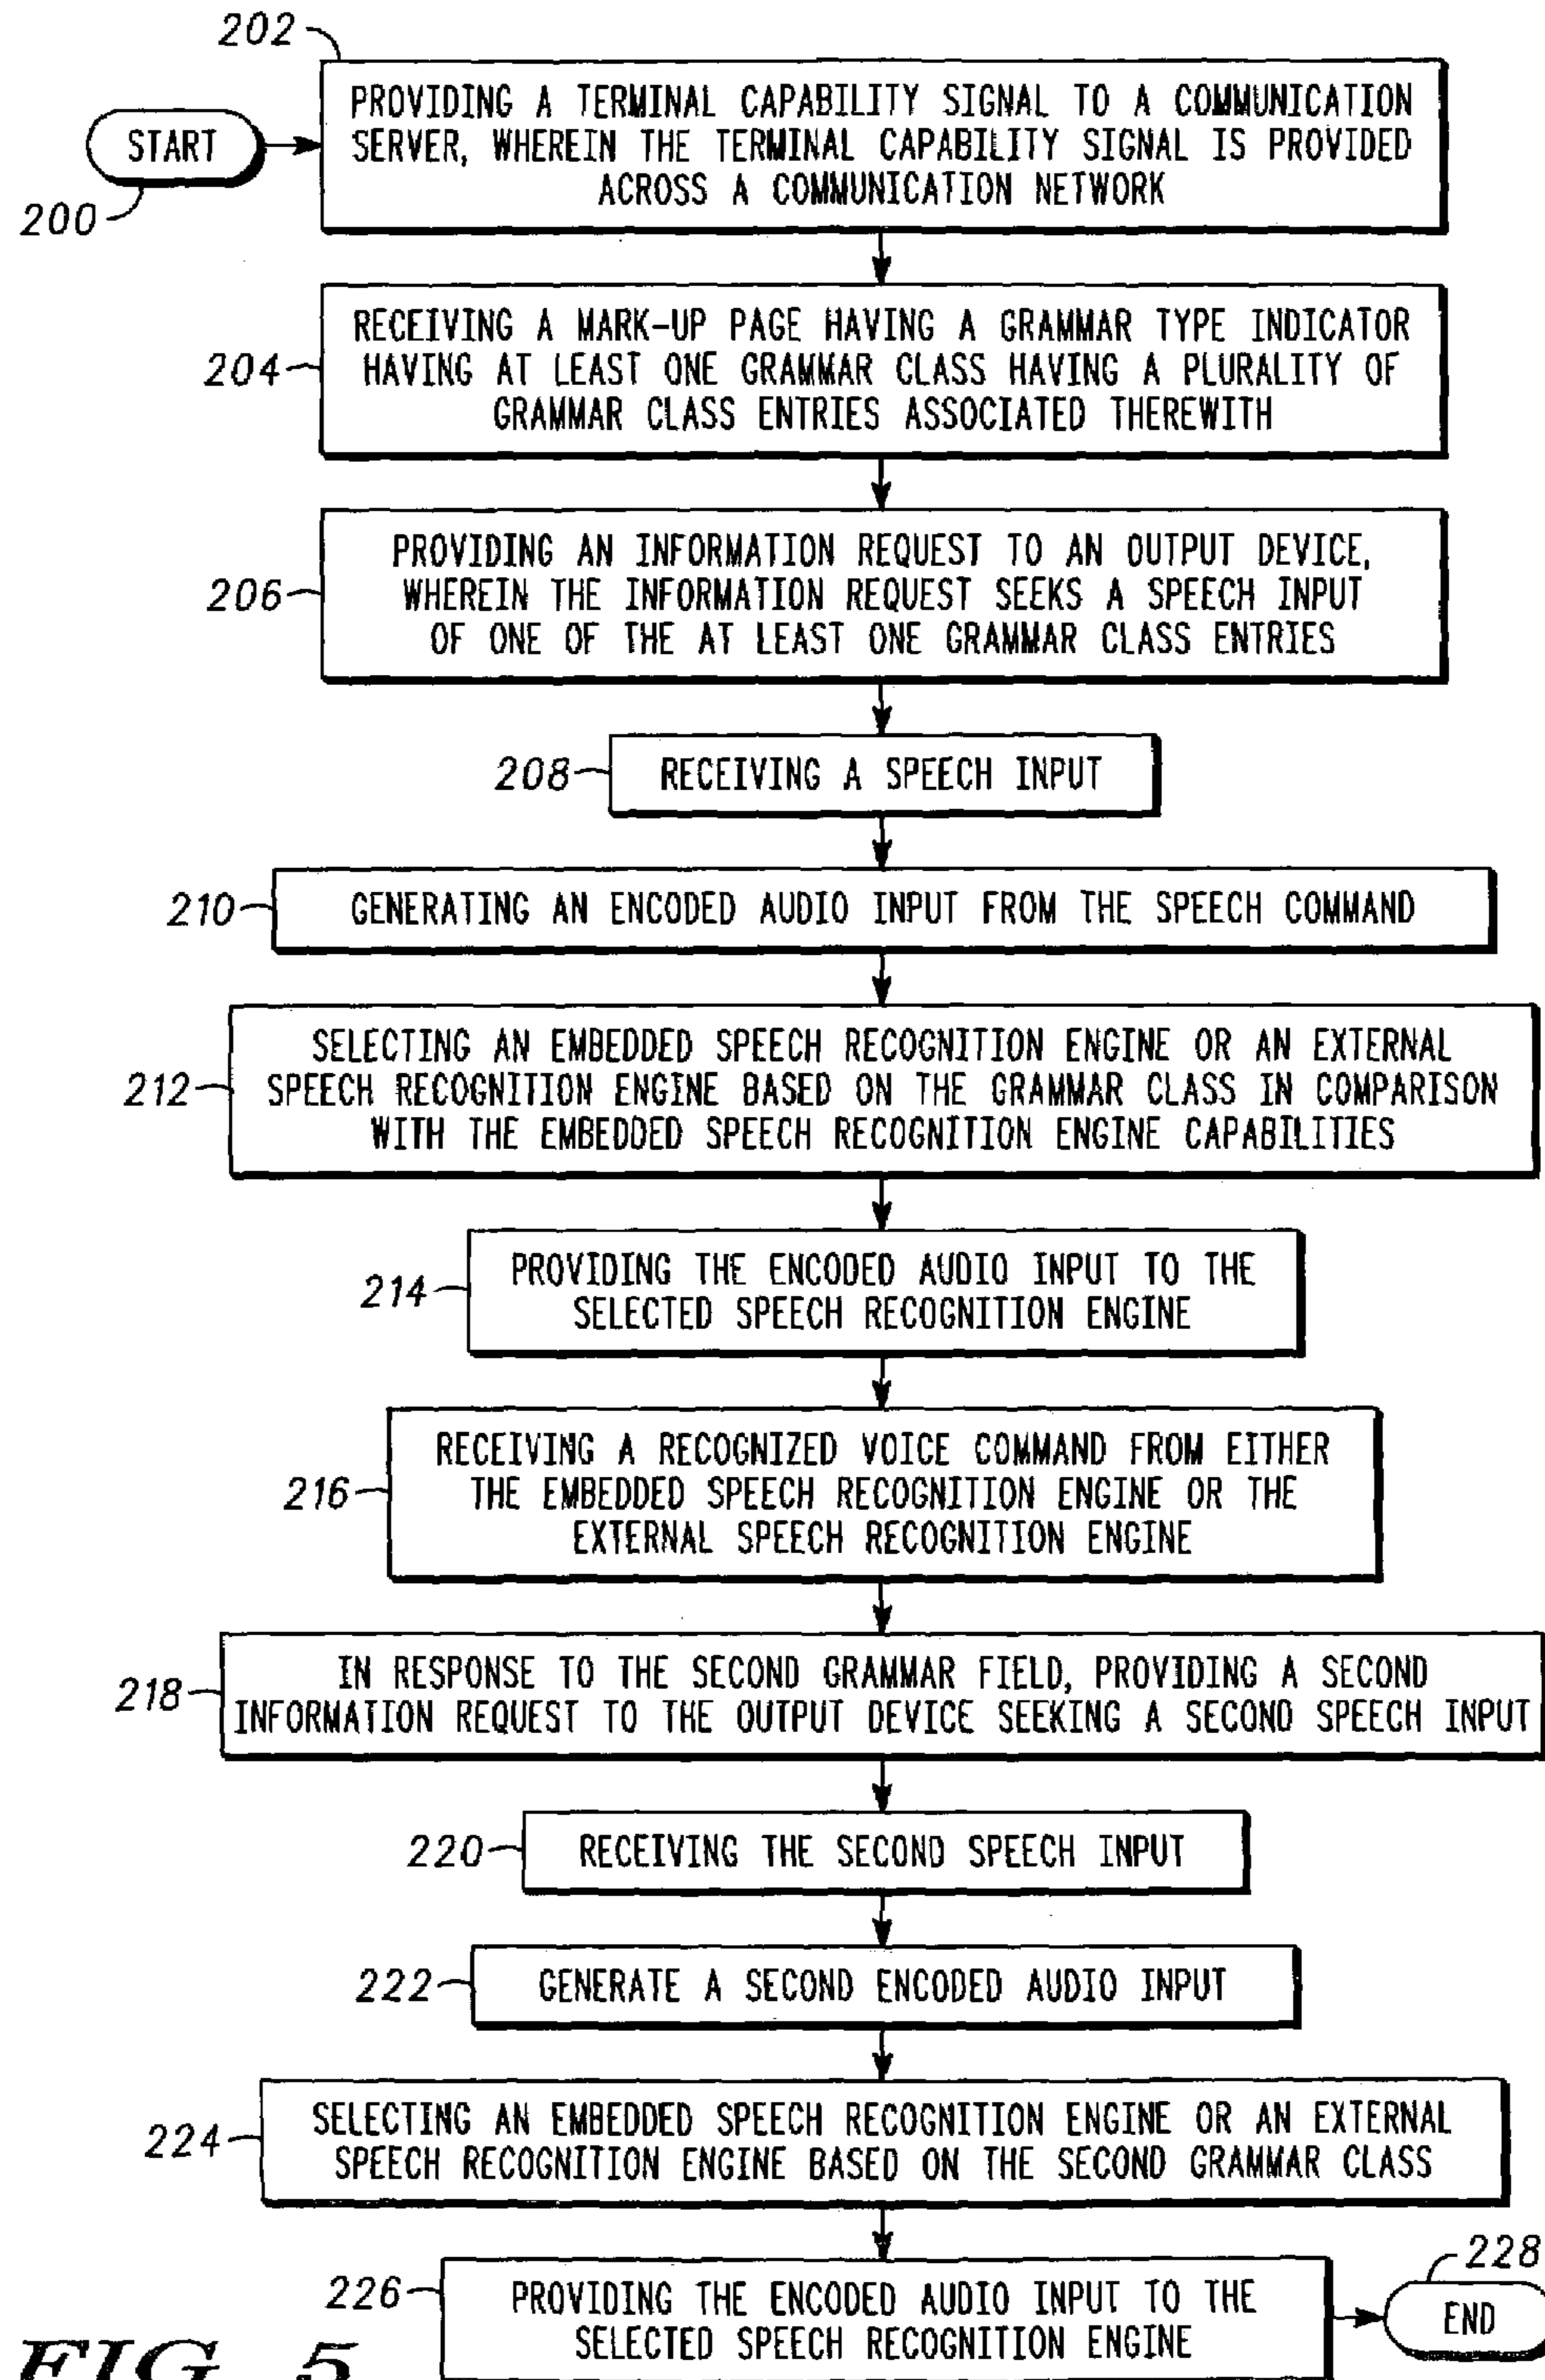 202
START
200
PROVIDING A TERMINAL CAPABILITY SIGNAL TO A COMMUNICATION
SERVER, WHEREIN THE TERMINAL CAPABILITY SIGNAL IS PROVIDED
ACROSS A COMMUNICATION NETWORK
204
RECEIVING A MARK-UP PAGE HAVING A GRAMMAR TYPE INDICATOR
HAVING AT LEAST ONE GRAMMAR CLASS HAVING A PLURALITY OF
GRAMMAR CLASS ENTRIES ASSOCIATED THEREWITH
206
PROVIDING AN INFORMATION REQUEST TO AN OUTPUT DEVICE,
WHEREIN THE INFORMATION REQUEST SEEKS A SPEECH INPUT
OF ONE OF THE AT LEAST ONE GRAMMAR CLASS ENTRIES
208
RECEIVING A SPEECH INPUT
210
GENERATING AN ENCODED AUDIO INPUT FROM THE SPEECH COMMAND
212
SELECTING AN EMBEDDED SPEECH RECOGNITION ENGINE OR AN EXTERNAL
SPEECH RECOGNITION ENGINE BASED ON THE GRAMMAR CLASS IN COMPARISON
WITH THE EMBEDDED SPEECH RECOGNITION ENGINE CAPABILITIES
214
PROVIDING THE ENCODED AUDIO INPUT TO THE
SELECTED SPEECH RECOGNITION ENGINE
216
RECEIVING A RECOGNIZED VOICE COMMAND FROM EITHER
THE EMBEDDED SPEECH RECOGNITION ENGINE OR THE
EXTERNAL SPEECH RECOGNITION ENGINE
218
IN RESPONSE TO THE SECOND GRAMMAR FIELD, PROVIDING A SECOND
INFORMATION REQUEST TO THE OUTPUT DEVICE SEEKING A SECOND SPEECH INPUT
220
RECEIVING THE SECOND SPEECH INPUT
222
GENERATE A SECOND ENCODED AUDIO INPUT
224
SELECTING AN EMBEDDED SPEECH RECOGNITION ENGINE OR AN EXTERNAL
SPEECH RECOGNITION ENGINE BASED ON THE SECOND GRAMMAR CLASS
226
PROVIDING THE ENCODED AUDIO INPUT TO THE
SELECTED SPEECH RECOGNITION ENGINE
228
END
FIG. 5